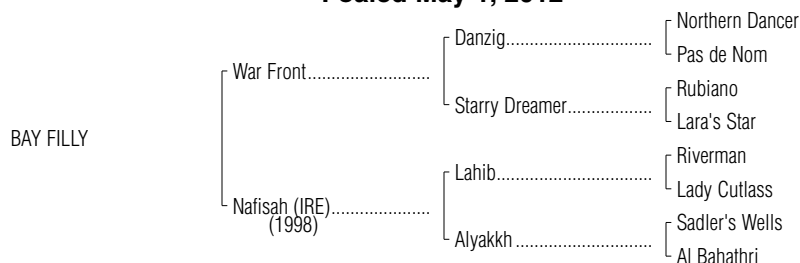 Foaled May 2012
Northern Dancer
Danzig
Pas de Nom
War Front
Rubiano
Starry Dreamer
Lara's Star
BAY FILLY
Riverman
Lahib
Lady Cutlass
Nafisah (IRE)
(1998)
Sadler's Wells
Alyakkh
Al Bahathri